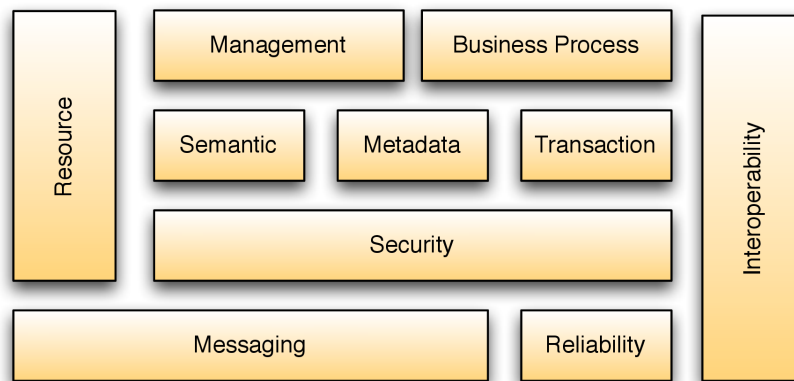 Resource
Management
Business Process
Semantic
Metadata
Transaction
Security
Messaging
Reliability
Interoperability